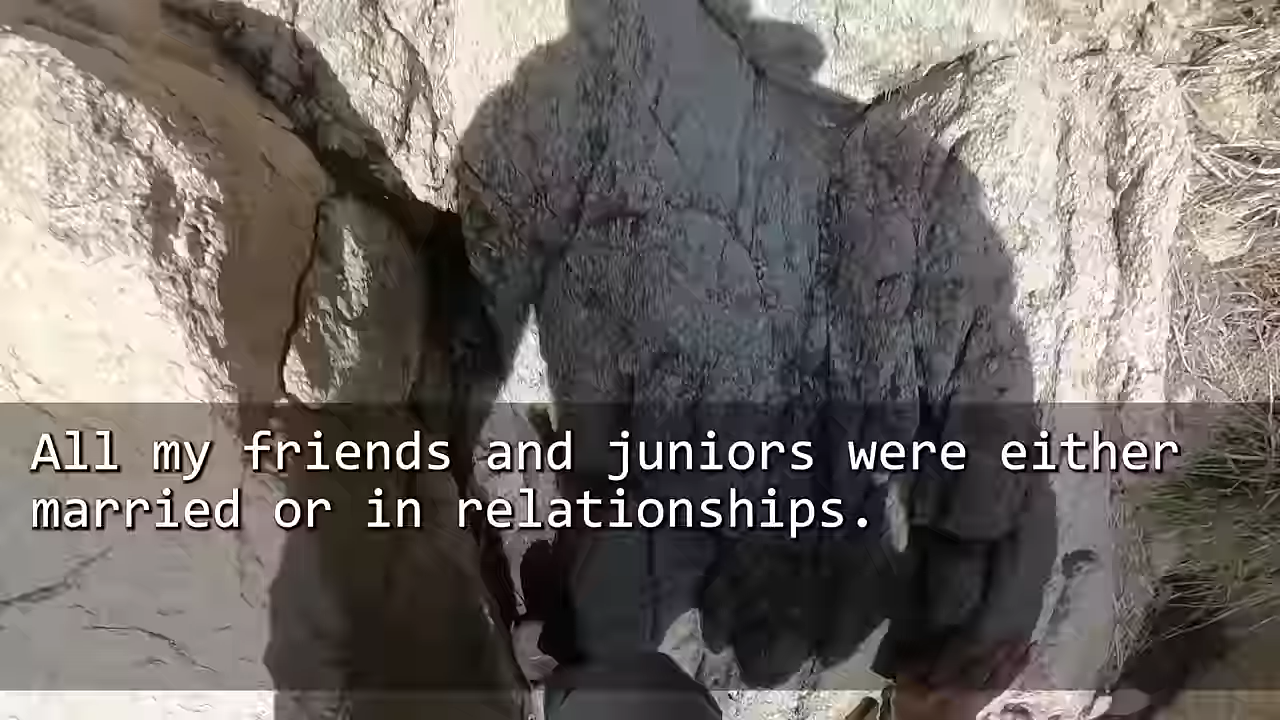 All my friends and juniors were either
married or in relationships.